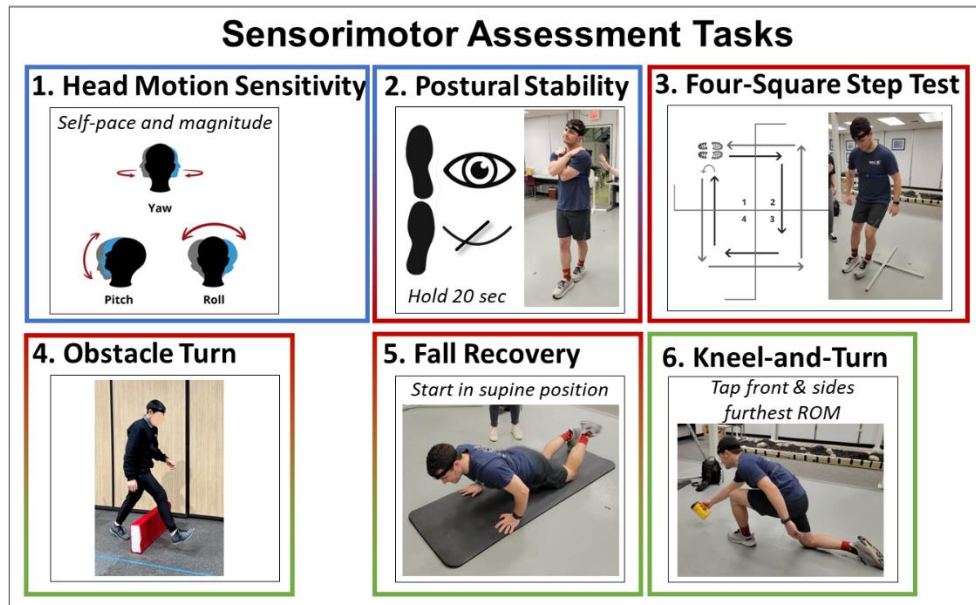 Sensorimotor Assessment Tasks
1. Head Motion Sensitivity
Self-pace and magnitude
Yaw
Pitch
Roll
2. Postural Stability
Hold 20 sec
3. Four-Square Step Test
1 2
4 3
4. Obstacle Turn
5. Fall Recovery
Start in supine position
6. Kneel-and-Turn
Tap front & sides
furthest ROM